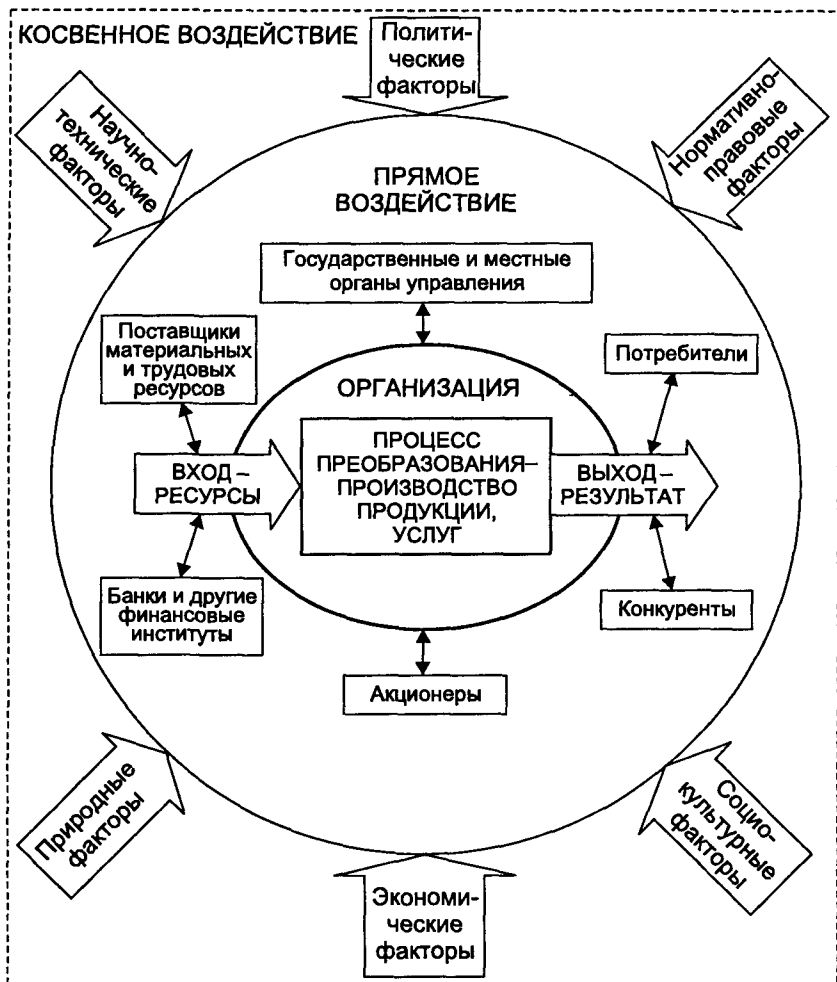 КОСВЕННОЕ ВОЗДЕЙСТВИЕ
Полити-
ческие
факторы
Научно-
технические
факторы
Нормативно-
правовые
факторы
ПРЯМОЕ
ВОЗДЕЙСТВИЕ
Государственные и местные
органы управления
Поставщики
материальных
и трудовых
ресурсов
Потребители
ОРГАНИЗАЦИЯ
ВХОД –
РЕСУРСЫ
ПРОЦЕСС
ПРЕОБРАЗОВАНИЯ–
ПРОИЗВОДСТВО
ПРОДУКЦИИ,
УСЛУГ
ВЫХОД–
РЕЗУЛЬТАТ
Банки и другие
финансовые
институты
Конкуренты
Акционеры
Природные
факторы
Экономи-
ческие
факторы
Социо-
культурные
факторы